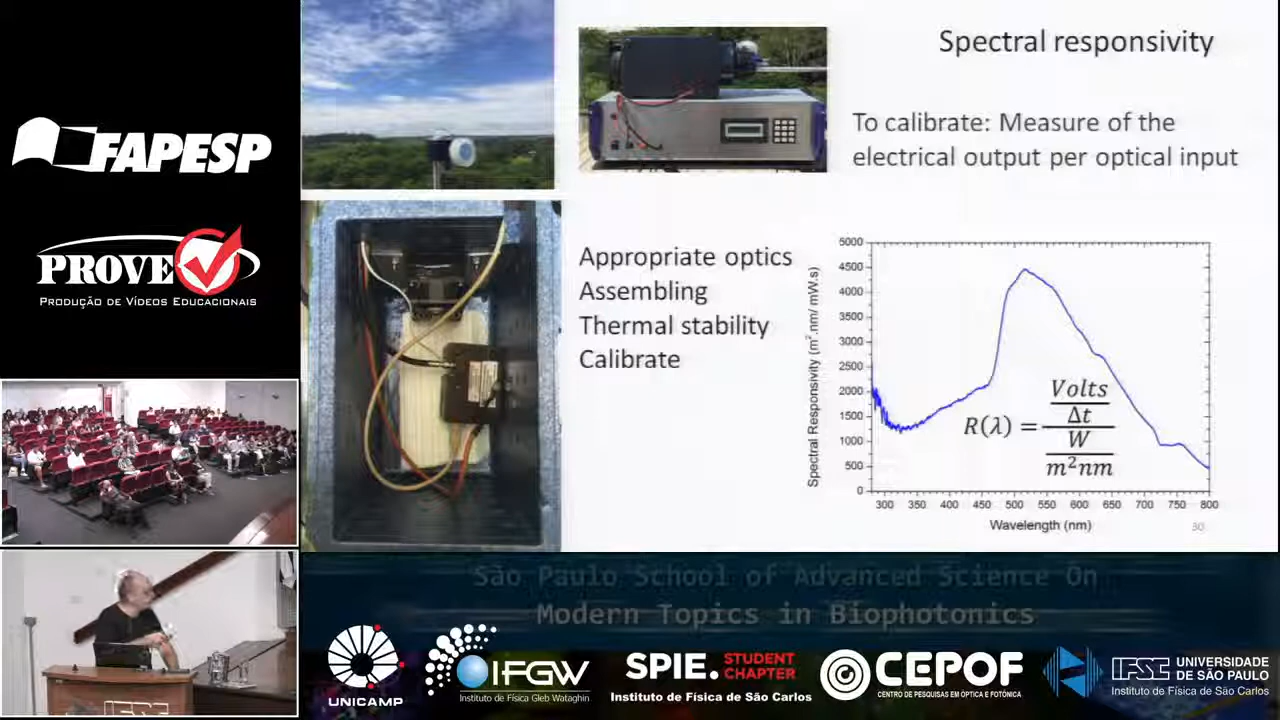 FAPESP
PROVE
PRODUÇÃO DE VÍDEOS EDUCACIONAIS
Spectral responsivity
To calibrate: Measure of the
electrical output per optical input
Appropriate optics
Assembling
Thermal stability
Calibrate
Spectral Responsivity (m².nm/ mW.s)
5000
4500
4000
3500
3000
2500
2000
1500
1000
500
0
R(λ) = Volts
Δt
W
m²nm
300 350 400 450 500 550 600 650 700 750 800
Wavelength (nm)
30
São Paulo School of Advanced Science On
Modern Topics in Biophotonics
UNICAMP
IFGW
Instituto de Física Gleb Wataghin
SPIE. STUDENT
CHAPTER
Instituto de Física de São Carlos
CEPOF
CENTRO DE PESQUISAS EM ÓPTICA E FOTÔNICA
IFSC UNIVERSIDADE
DE SÃO PAULO
Instituto de Física de São Carlos
IFSC